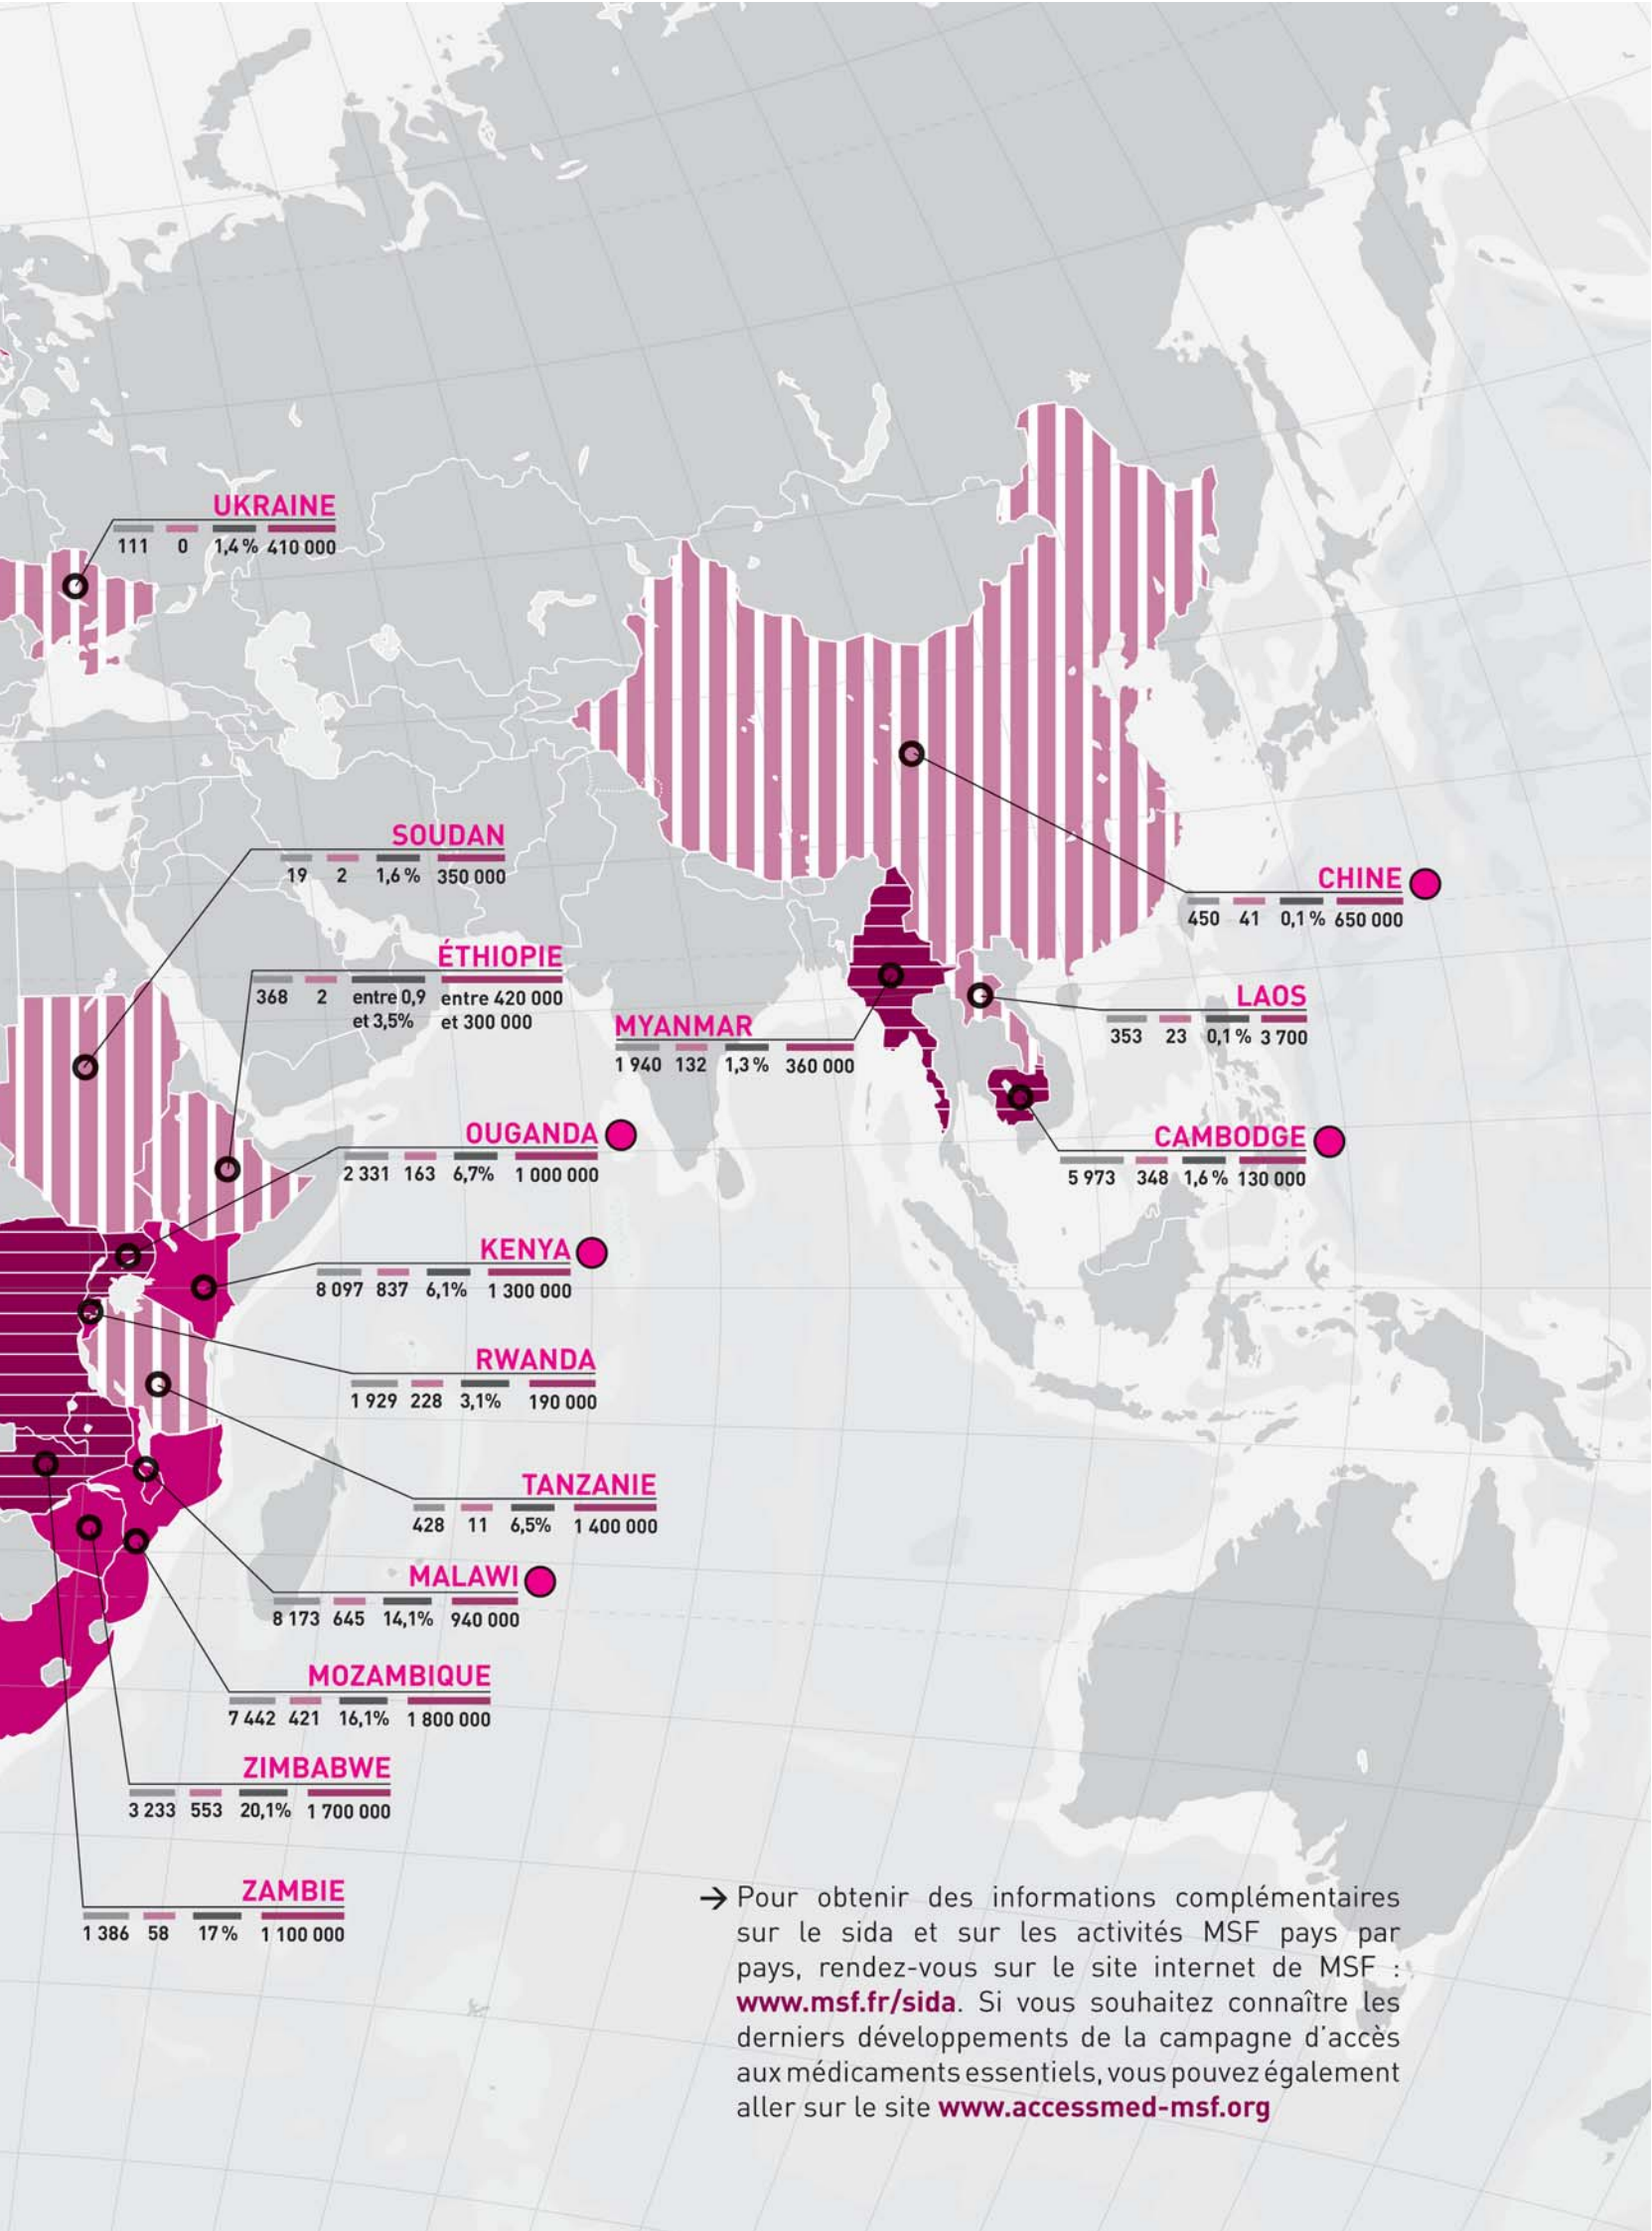 UKRAINE
111 0 1,4 % 410 000
SOUDAN
19 2 1,6 % 350 000
ÉTHIOPIE
368 2 entre 0,9 entre 420 000
et 3,5% et 300 000
MYANMAR
1 940 132 1,3 % 360 000
CHINE
450 41 0,1 % 650 000
LAOS
353 23 0,1 % 3 700
CAMBODGE
5 973 348 1,6 % 130 000
OUGANDA
2 331 163 6,7% 1 000 000
KENYA
8 097 837 6,1% 1 300 000
RWANDA
1 929 228 3,1% 190 000
TANZANIE
428 11 6,5% 1 400 000
MALAWI
8 173 645 14,1% 940 000
MOZAMBIQUE
7 442 421 16,1% 1 800 000
ZIMBABWE
3 233 553 20,1% 1 700 000
ZAMBIE
1 386 58 17 % 1 100 000
→ Pour obtenir des informations complémentaires
sur le sida et sur les activités MSF pays par
pays, rendez-vous sur le site internet de MSF :
www.msf.fr/sida. Si vous souhaitez connaître les
derniers développements de la campagne d'accès
aux médicaments essentiels, vous pouvez également
aller sur le site www.accessmed-msf.org